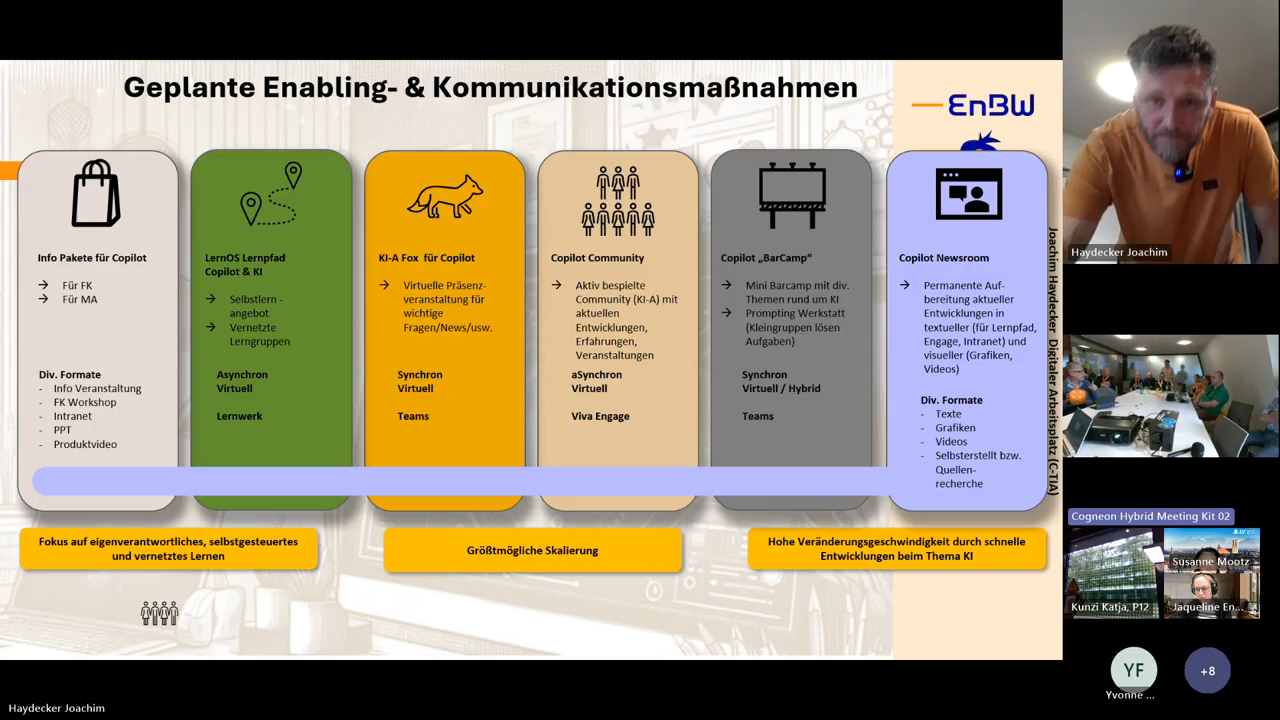 Geplante Enabling- & Kommunikationsmaßnahmen
EnBW
Info Pakete für Copilot
→ Für FK
→ Für MA
Div. Formate
- Info Veranstaltung
- FK Workshop
- Intranet
- PPT
- Produktvideo
LernOS Lernpfad
Copilot & KI
→ Selbstlern -
angebot
→ Vernetzte
Lerngruppen
Asynchron
Virtuell
Lernwerk
KI-A Fox für Copilot
→ Virtuelle Präsenz-
veranstaltung für
wichtige
Fragen/News/usw.
Synchron
Virtuell
Teams
Copilot Community
→ Aktiv bespielte
Community (KI-A) mit
aktuellen
Entwicklungen,
Erfahrungen,
Veranstaltungen
aSynchron
Virtuell
Viva Engage
Copilot „BarCamp“
→ Mini Barcamp mit div.
Themen rund um KI
→ Prompting Werkstatt
(Kleingruppen lösen
Aufgaben)
Synchron
Virtuell / Hybrid
Teams
Copilot Newsroom
→ Permanente Auf-
bereitung aktueller
Entwicklungen in
textueller (für Lernpfad,
Engage, Intranet) und
visueller (Grafiken,
Videos)
Div. Formate
- Texte
- Grafiken
- Videos
- Selbsterstellt bzw.
Quellen-
recherche
Joachim Haydecker Digitaler Arbeitsplatz (C-TIA)
Fokus auf eigenverantwortliches, selbstgesteuertes
und vernetztes Lernen
Größtmögliche Skalierung
Hohe Veränderungsgeschwindigkeit durch schnelle
Entwicklungen beim Thema KI
Haydecker Joachim
Haydecker Joachim
Cogneon Hybrid Meeting Kit 02
Kunzi Katja, P12
Susanne Mootz
Jaqueline En...
YF
Yvonne ...
+8